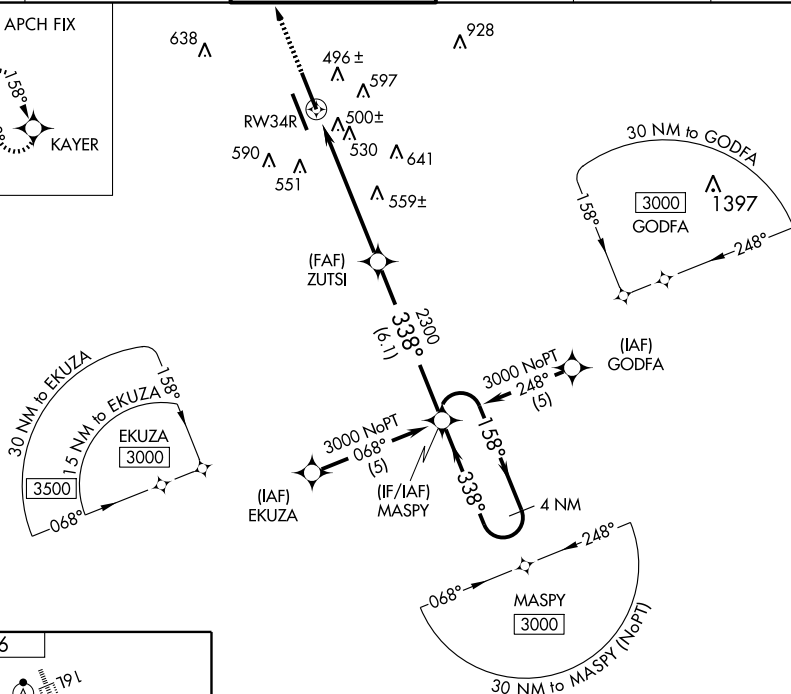 APCH FIX
158°
KAYER
638
928
496 ±
597
RW34R
500±
530
590
551
641
559±
30 NM to GODFA
158°
3000
GODFA
1397
248°
(FAF)
ZUTSI
2300
338°
(6.1)
(IAF)
GODFA
3000 NoPT
248°
(5)
30 NM to EKUZA
15 NM to EKUZA
158°
EKUZA
3000
3500
068°
3000 NoPT
068°
(5)
(IAF)
EKUZA
(IF/IAF)
MASPY
158°
338°
4 NM
068°
248°
MASPY
3000
30 NM to MASPY (NoPT)
6
19L